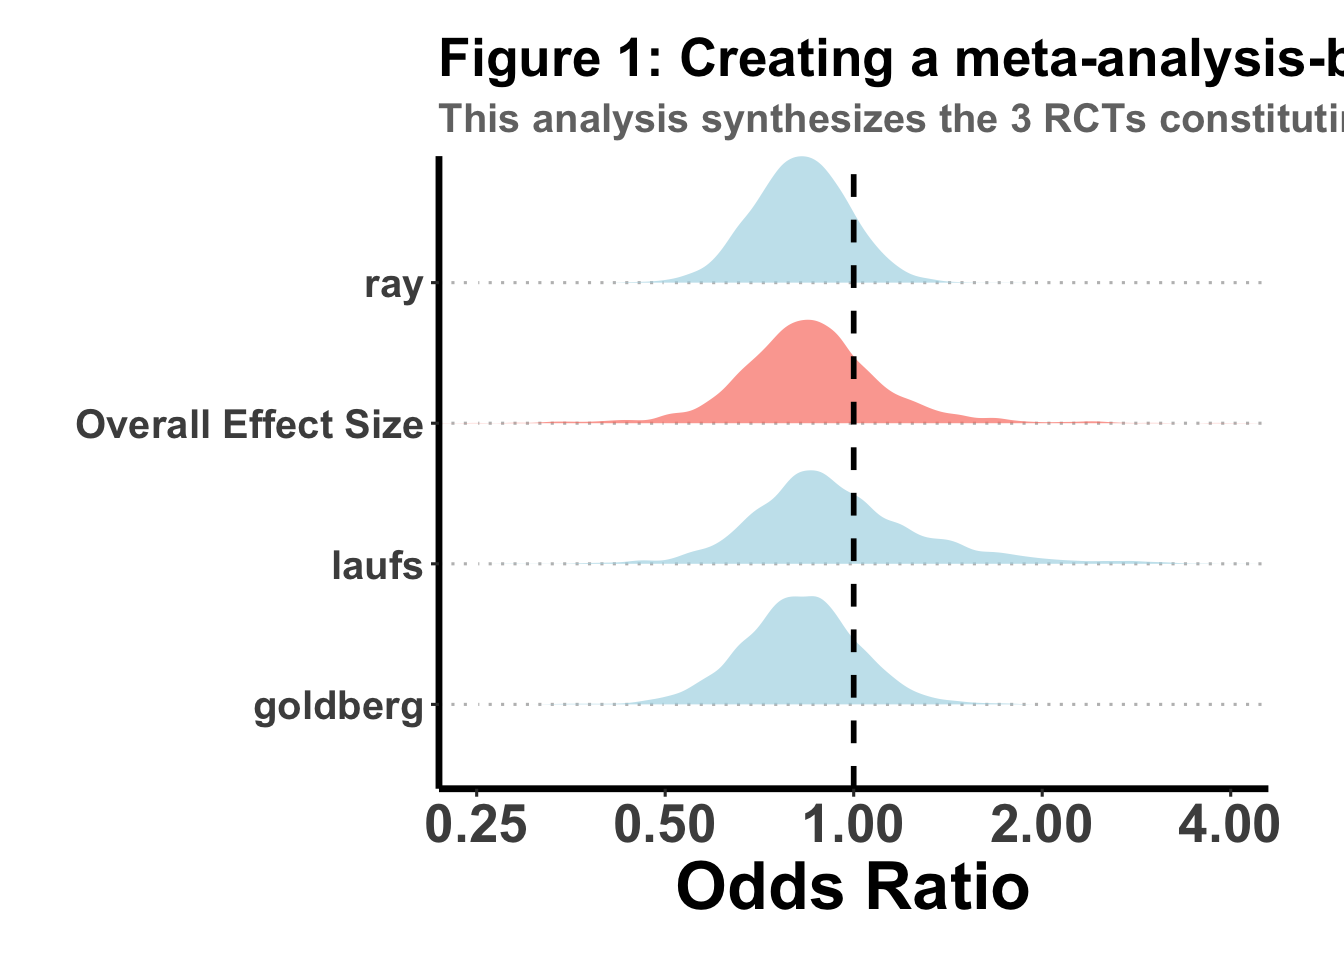 Figure 1: Creating a meta-analysis-b
This analysis synthesizes the 3 RCTs constituti
ray
Overall Effect Size
laufs
goldberg
0.25 0.50 1.00 2.00 4.00
Odds Ratio